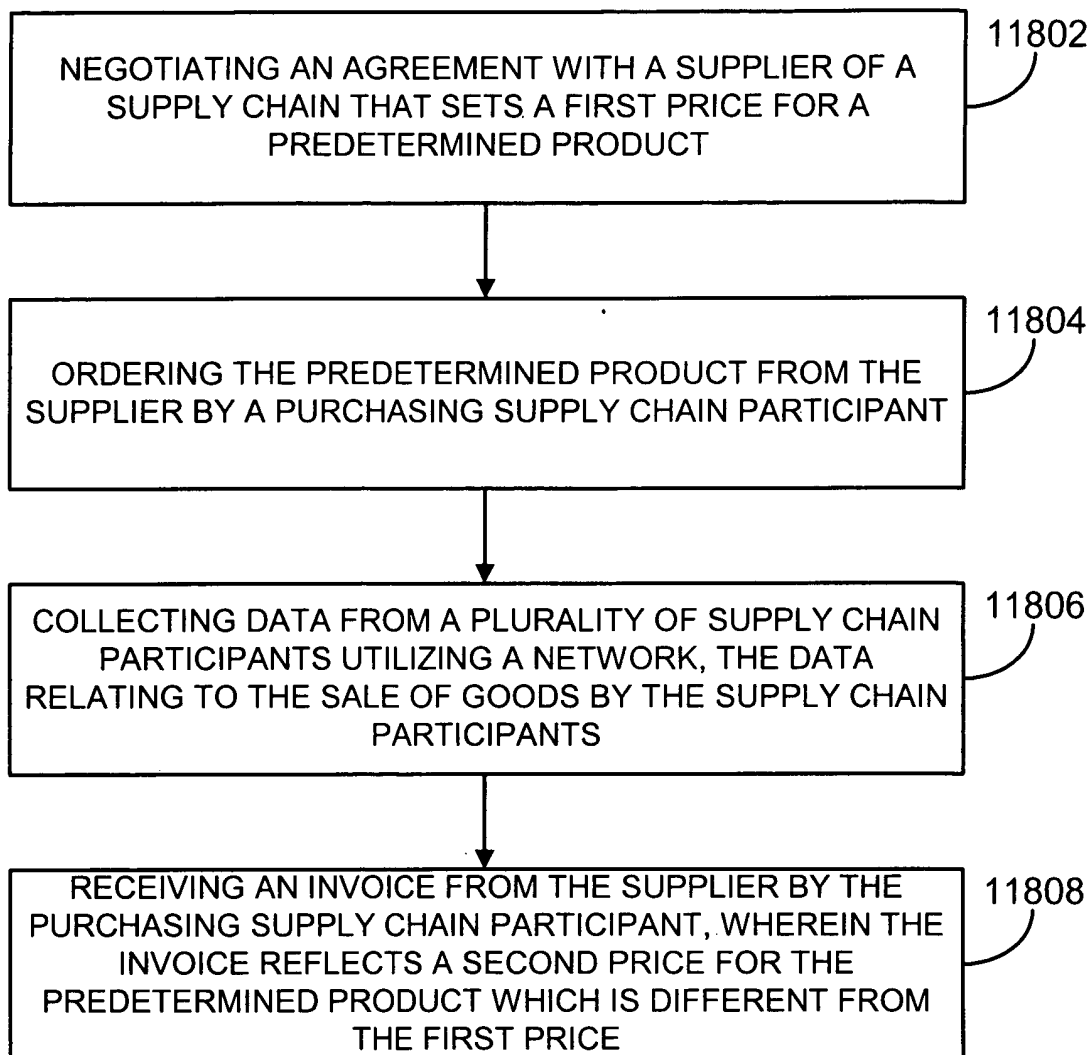 11802
NEGOTIATING AN AGREEMENT WITH A SUPPLIER OF A
SUPPLY CHAIN THAT SETS A FIRST PRICE FOR A
PREDETERMINED PRODUCT
11804
ORDERING THE PREDETERMINED PRODUCT FROM THE
SUPPLIER BY A PURCHASING SUPPLY CHAIN PARTICIPANT
11806
COLLECTING DATA FROM A PLURALITY OF SUPPLY CHAIN
PARTICIPANTS UTILIZING A NETWORK, THE DATA
RELATING TO THE SALE OF GOODS BY THE SUPPLY CHAIN
PARTICIPANTS
11808
RECEIVING AN INVOICE FROM THE SUPPLIER BY THE
PURCHASING SUPPLY CHAIN PARTICIPANT, WHEREIN THE
INVOICE REFLECTS A SECOND PRICE FOR THE
PREDETERMINED PRODUCT WHICH IS DIFFERENT FROM
THE FIRST PRICE